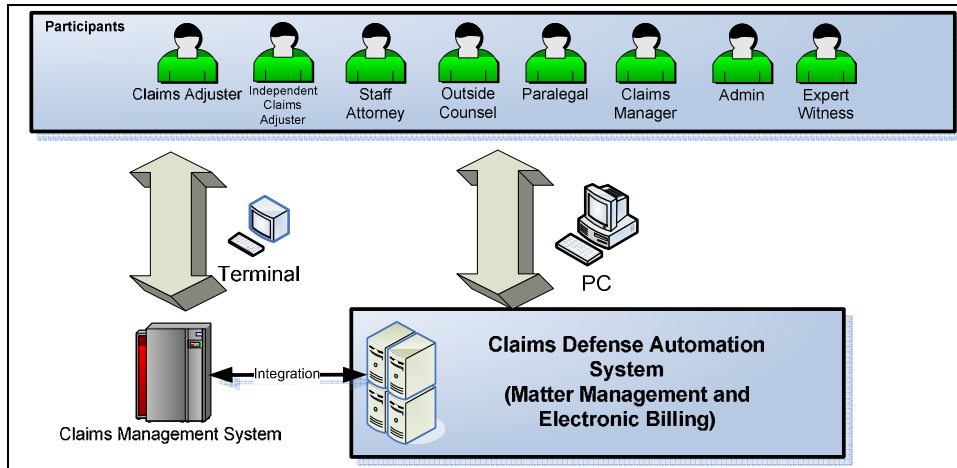 Participants
Claims Adjuster
Independent
Claims
Adjuster
Staff
Attorney
Outside
Counsel
Paralegal
Claims
Manager
Admin
Expert
Witness
Terminal
PC
Claims Defense Automation
System
(Matter Management and
Electronic Billing)
Integration
Claims Management System